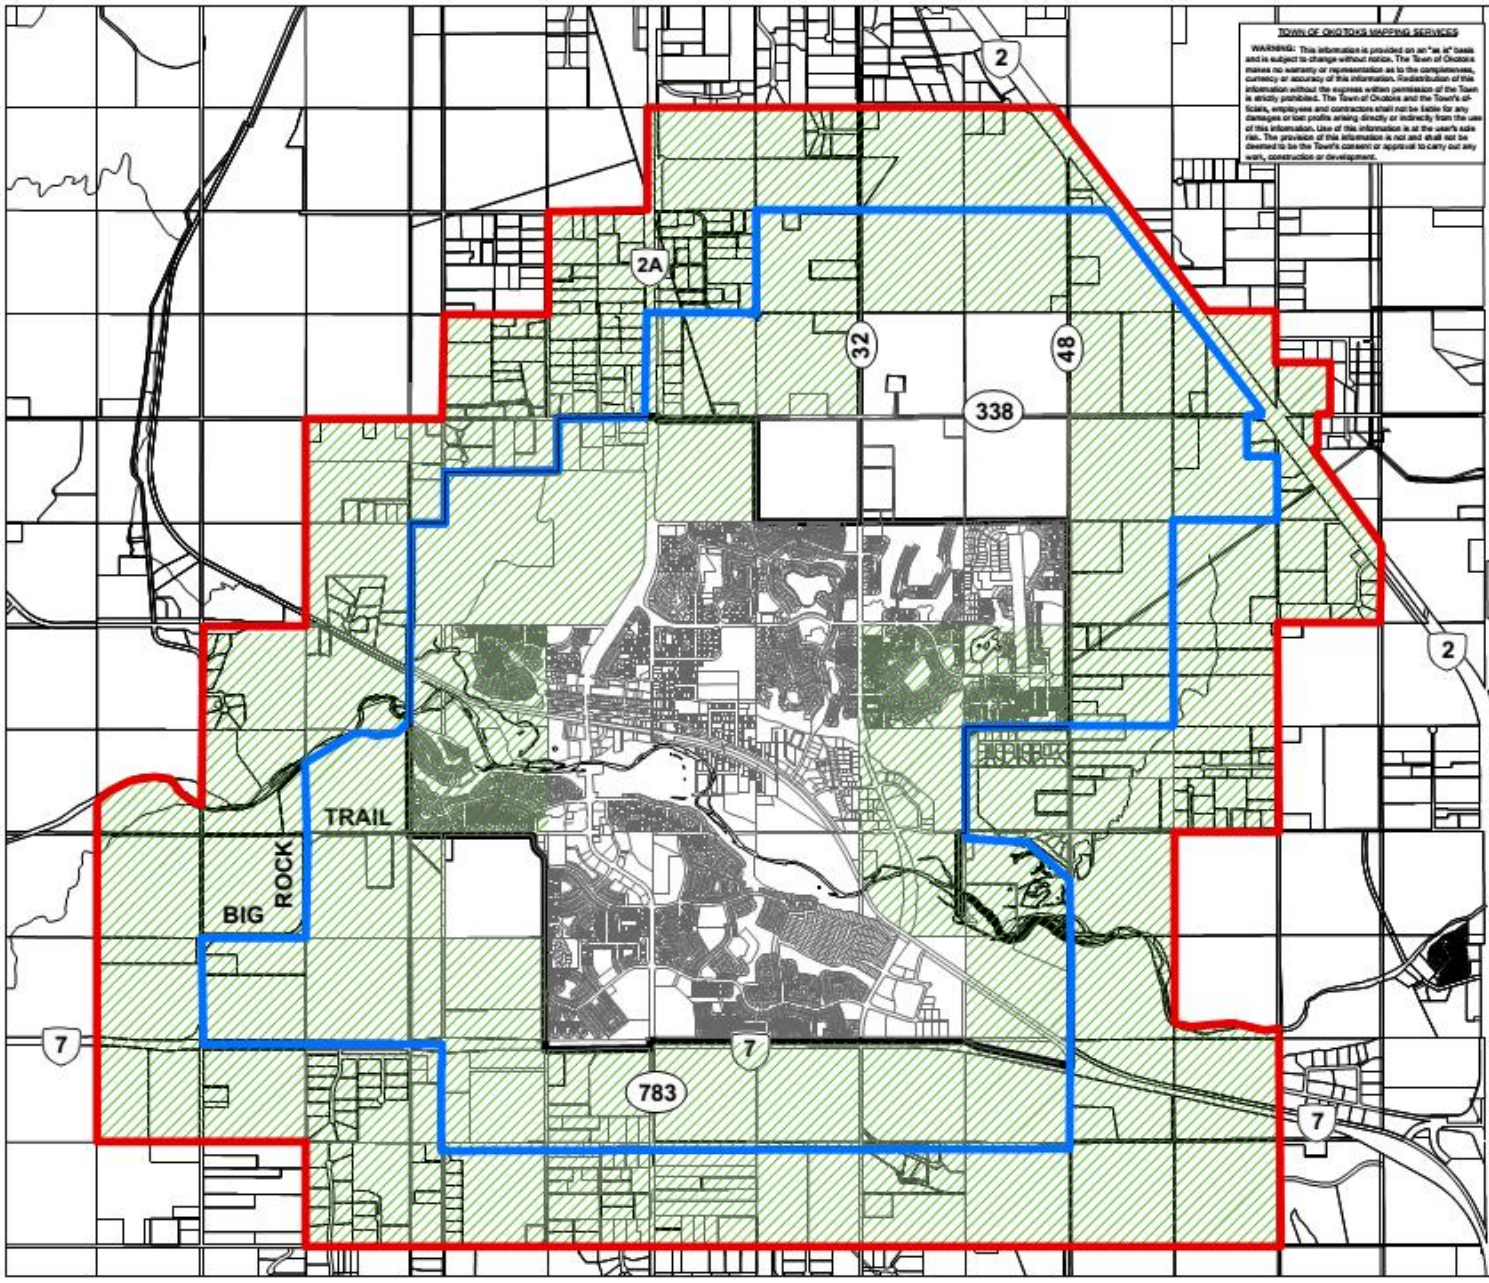 TOWN OF OKOTOKS MAPPING SERVICES
WARNING: This information is provided on an "as is" basis
and is subject to change without notice. The Town of Okotoks
makes no warranty or representation as to the completeness,
currency or accuracy of this information. Redistribution of this
information without the express written permission of the Town
is strictly prohibited. The Town of Okotoks and the Town's of-
ficials, employees and contractors shall not be liable for any
damages or lost profits arising directly or indirectly from the use
of this information. Use of this information is at the user's sole
risk. The provision of this information is not and shall not be
deemed to be the Town's consent or approval to carry out any
work, construction or development.
2
2A
32
48
338
2
TRAIL
ROCK
BIG
7
7
783
7